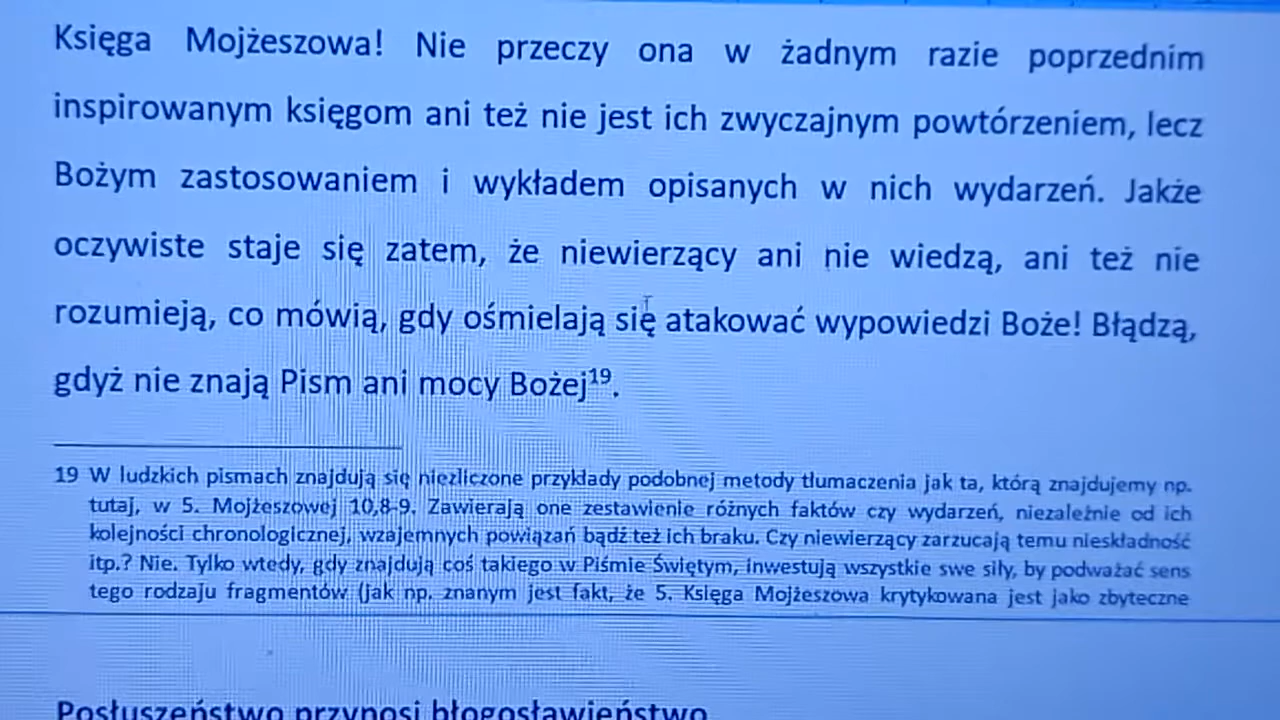 Księga Mojżeszowa! Nie przeczy ona w żadnym razie poprzednim
inspirowanym księgom ani też nie jest ich zwyczajnym powtórzeniem, lecz
Bożym zastosowaniem i wykładem opisanych w nich wydarzeń. Jakże
oczywiste staje się zatem, że niewierzący ani nie wiedzą, ani też nie
rozumieją, co mówią, gdy ośmielają się atakować wypowiedzi Boże! Błądzą,
gdyż nie znają Pism ani mocy Bożej¹⁹.
19 W ludzkich pismach znajdują się niezliczone przykłady podobnej metody tłumaczenia jak ta, którą znajdujemy np.
tutaj, w 5. Mojżeszowej 10,8-9. Zawierają one zestawienie różnych faktów czy wydarzeń, niezależnie od ich
kolejności chronologicznej, wzajemnych powiązań bądź też ich braku. Czy niewierzący zarzucają temu nieskładność
itp.? Nie. Tylko wtedy, gdy znajdują coś takiego w Piśmie Świętym, inwestują wszystkie swe siły, by podważać sens
tego rodzaju fragmentów (jak np. znanym jest fakt, że 5. Księga Mojżeszowa krytykowana jest jako zbyteczne
Posłuszeństwo przynosi błogosławieństwo